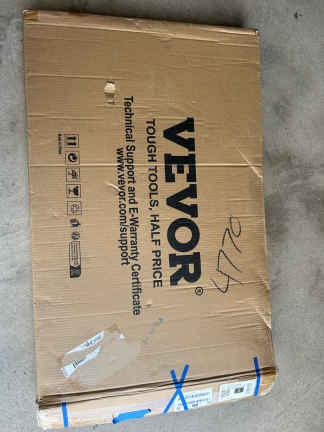 VEVOR®
TOUGH TOOLS, HALF PRICE
Technical Support and E-Warranty Certificate
www.vevor.com/support
4770